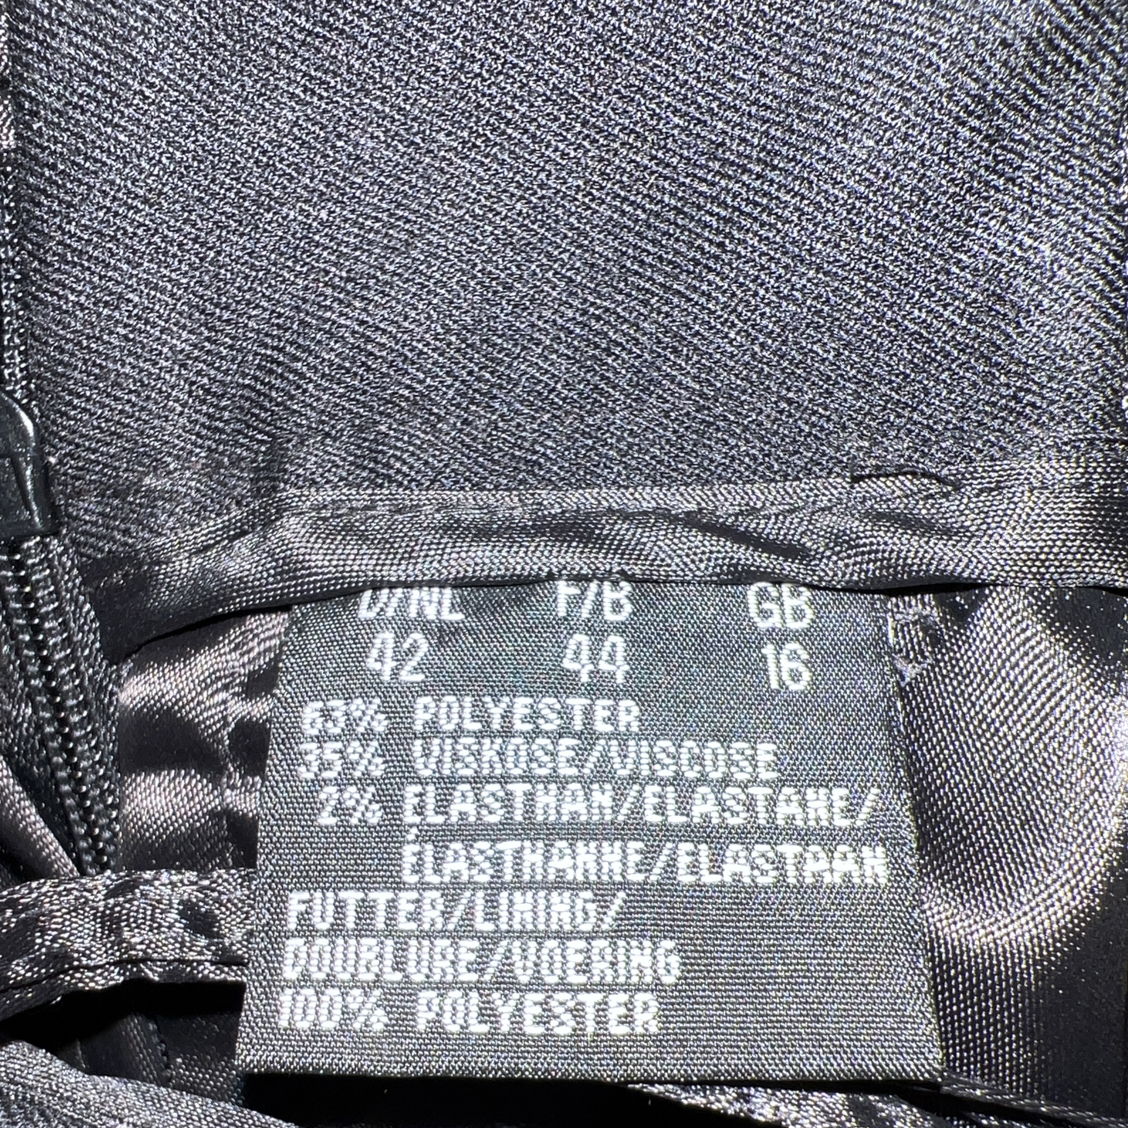 D/NL F/B GB
42 44 16
63% POLYESTER
35% VISKOSE/VISCOSE
2% ELASTHAN/ELASTANE/
ÉLASTHANNE/ELASTHAN
FUTTER/LINING/
DOUBLURE/VOERING
100% POLYESTER